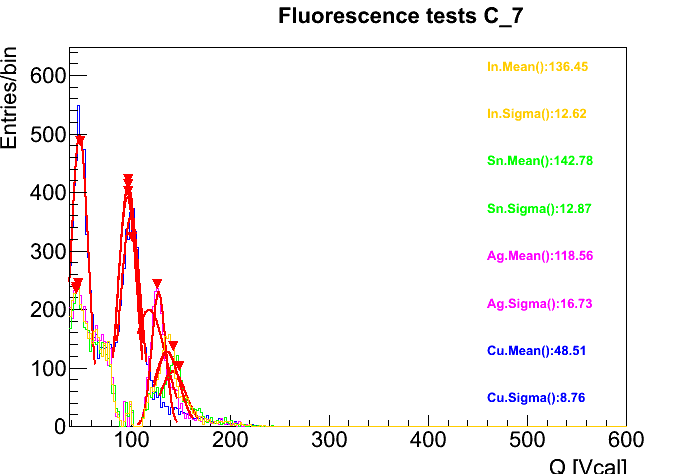 Fluorescence tests C_7
Entries/bin
600
500
400
300
200
100
0
In.Mean():136.45
In.Sigma():12.62
Sn.Mean():142.78
Sn.Sigma():12.87
Ag.Mean():118.56
Ag.Sigma():16.73
Cu.Mean():48.51
Cu.Sigma():8.76
100 200 300 400 500 600
Q [Vcal]